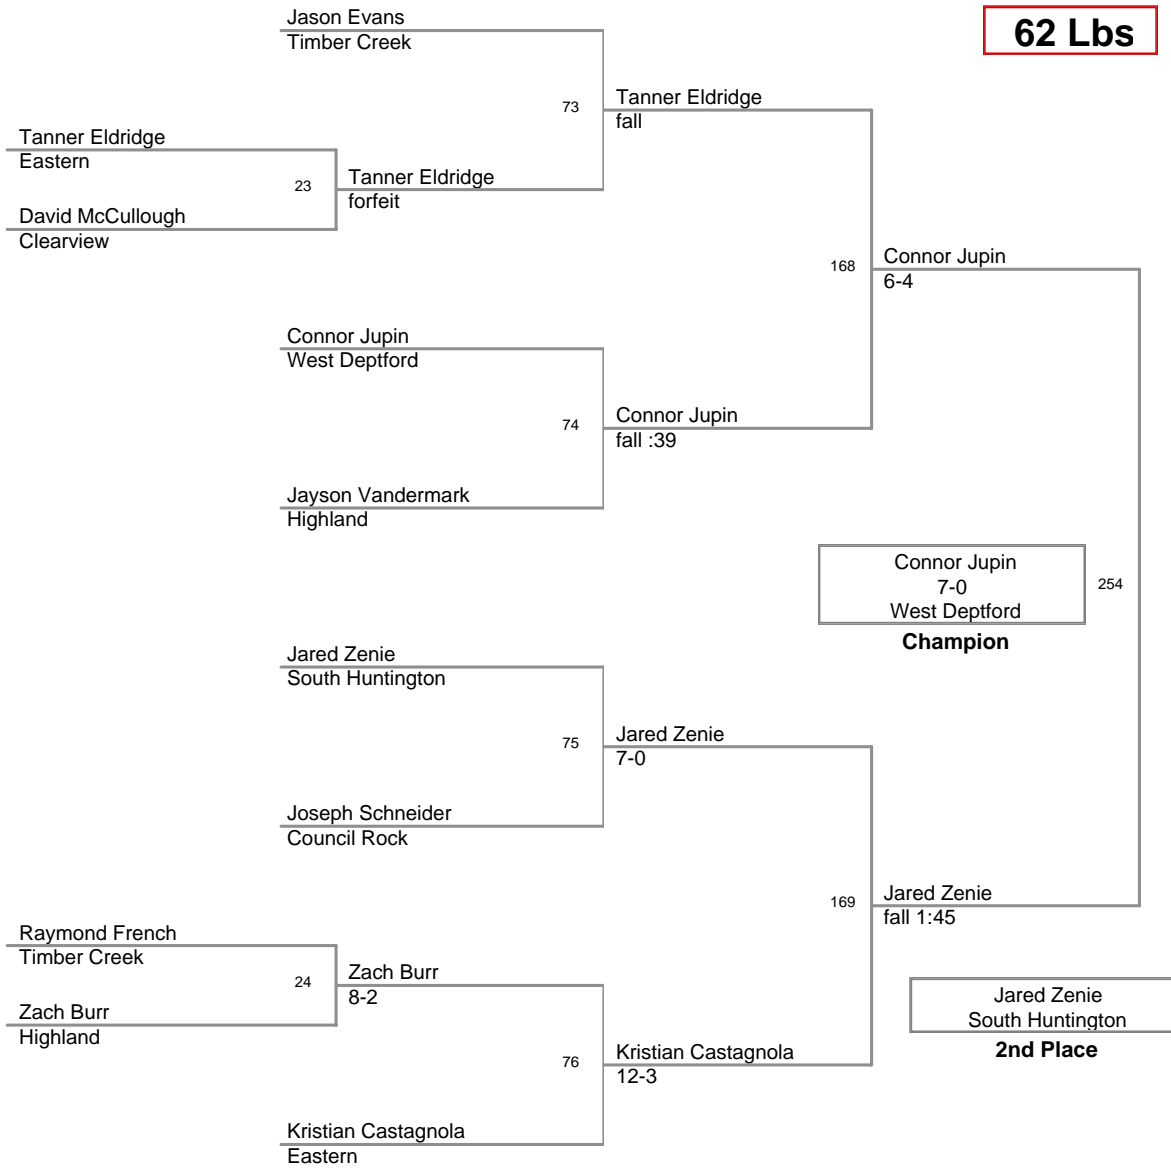 Jason Evans
Timber Creek
62 Lbs
73
Tanner Eldridge
fall
Tanner Eldridge
Eastern
23
Tanner Eldridge
forfeit
David McCullough
Clearview
168
Connor Jupin
6-4
Connor Jupin
West Deptford
74
Connor Jupin
fall :39
Jayson Vandermark
Highland
Connor Jupin
7-0
West Deptford
254
Champion
Jared Zenie
South Huntington
75
Jared Zenie
7-0
Joseph Schneider
Council Rock
169
Jared Zenie
fall 1:45
Raymond French
Timber Creek
24
Zach Burr
8-2
Zach Burr
Highland
Jared Zenie
South Huntington
2nd Place
76
Kristian Castagnola
12-3
Kristian Castagnola
Eastern